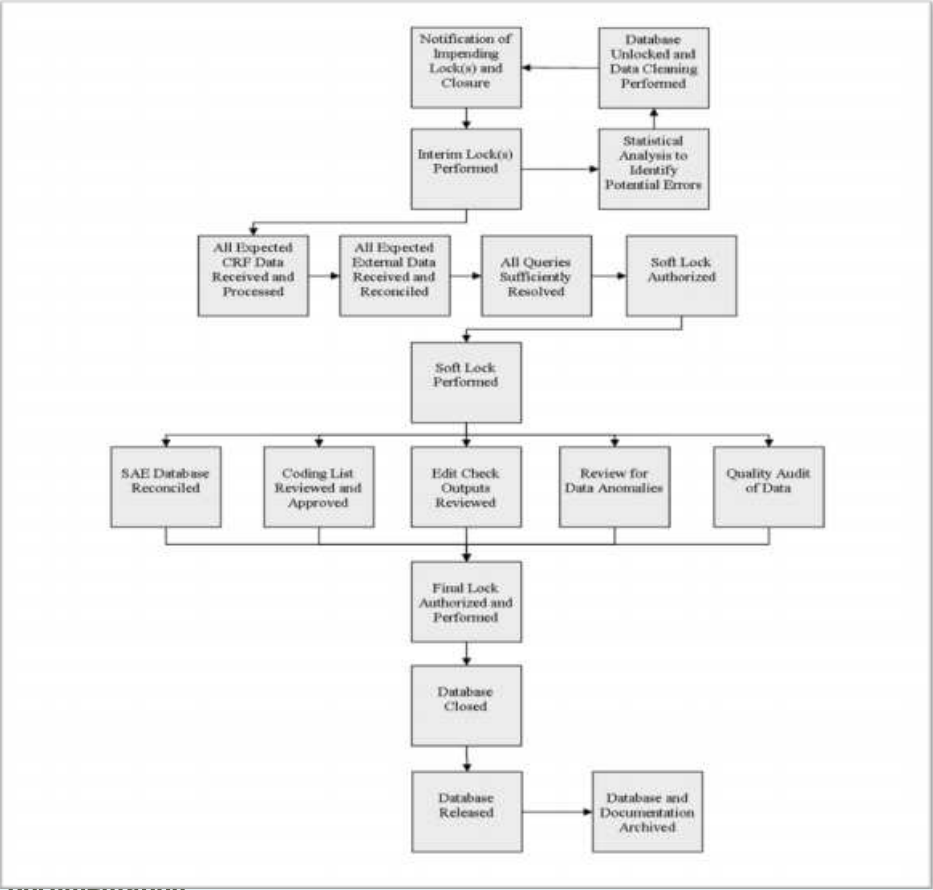 Notification of
Impending
Lock(s) and
Closure
Database
Unlocked and
Data Cleaning
Performed
Interim Lock(s)
Performed
Statistical
Analysis to
Identify
Potential Errors
All Expected
CRF Data
Received and
Processed
All Expected
External Data
Received and
Reconciled
All Queries
Sufficiently
Resolved
Soft Lock
Authorized
Soft Lock
Performed
SAE Database
Reconciled
Coding List
Reviewed and
Approved
Edit Check
Outputs
Reviewed
Review for
Data Anomalies
Quality Audit
of Data
Final Lock
Authorized and
Performed
Database
Closed
Database
Released
Database and
Documentation
Archived